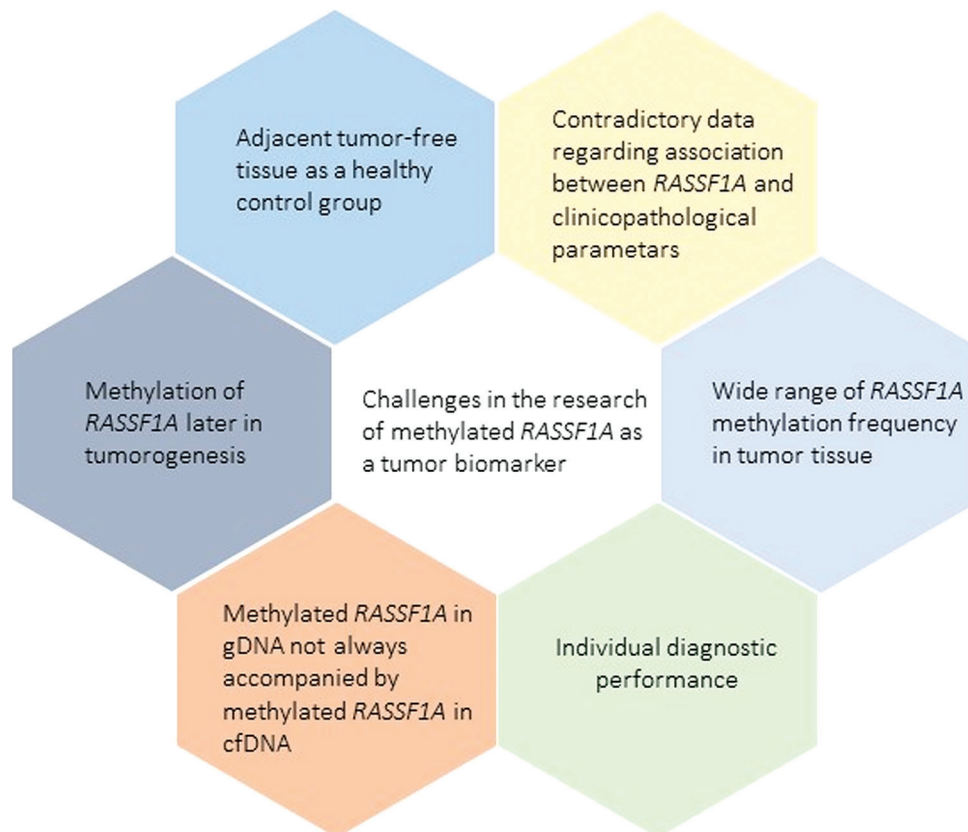 Adjacent tumor-free
tissue as a healthy
control group
Contradictory data
regarding association
between RASSF1A and
clinicopathological
parametars
Methylation of
RASSF1A later in
tumorogenesis
Challenges in the research
of methylated RASSF1A as
a tumor biomarker
Wide range of RASSF1A
methylation frequency
in tumor tissue
Methylated RASSF1A in
gDNA not always
accompanied by
methylated RASSF1A in
cfDNA
Individual diagnostic
performance